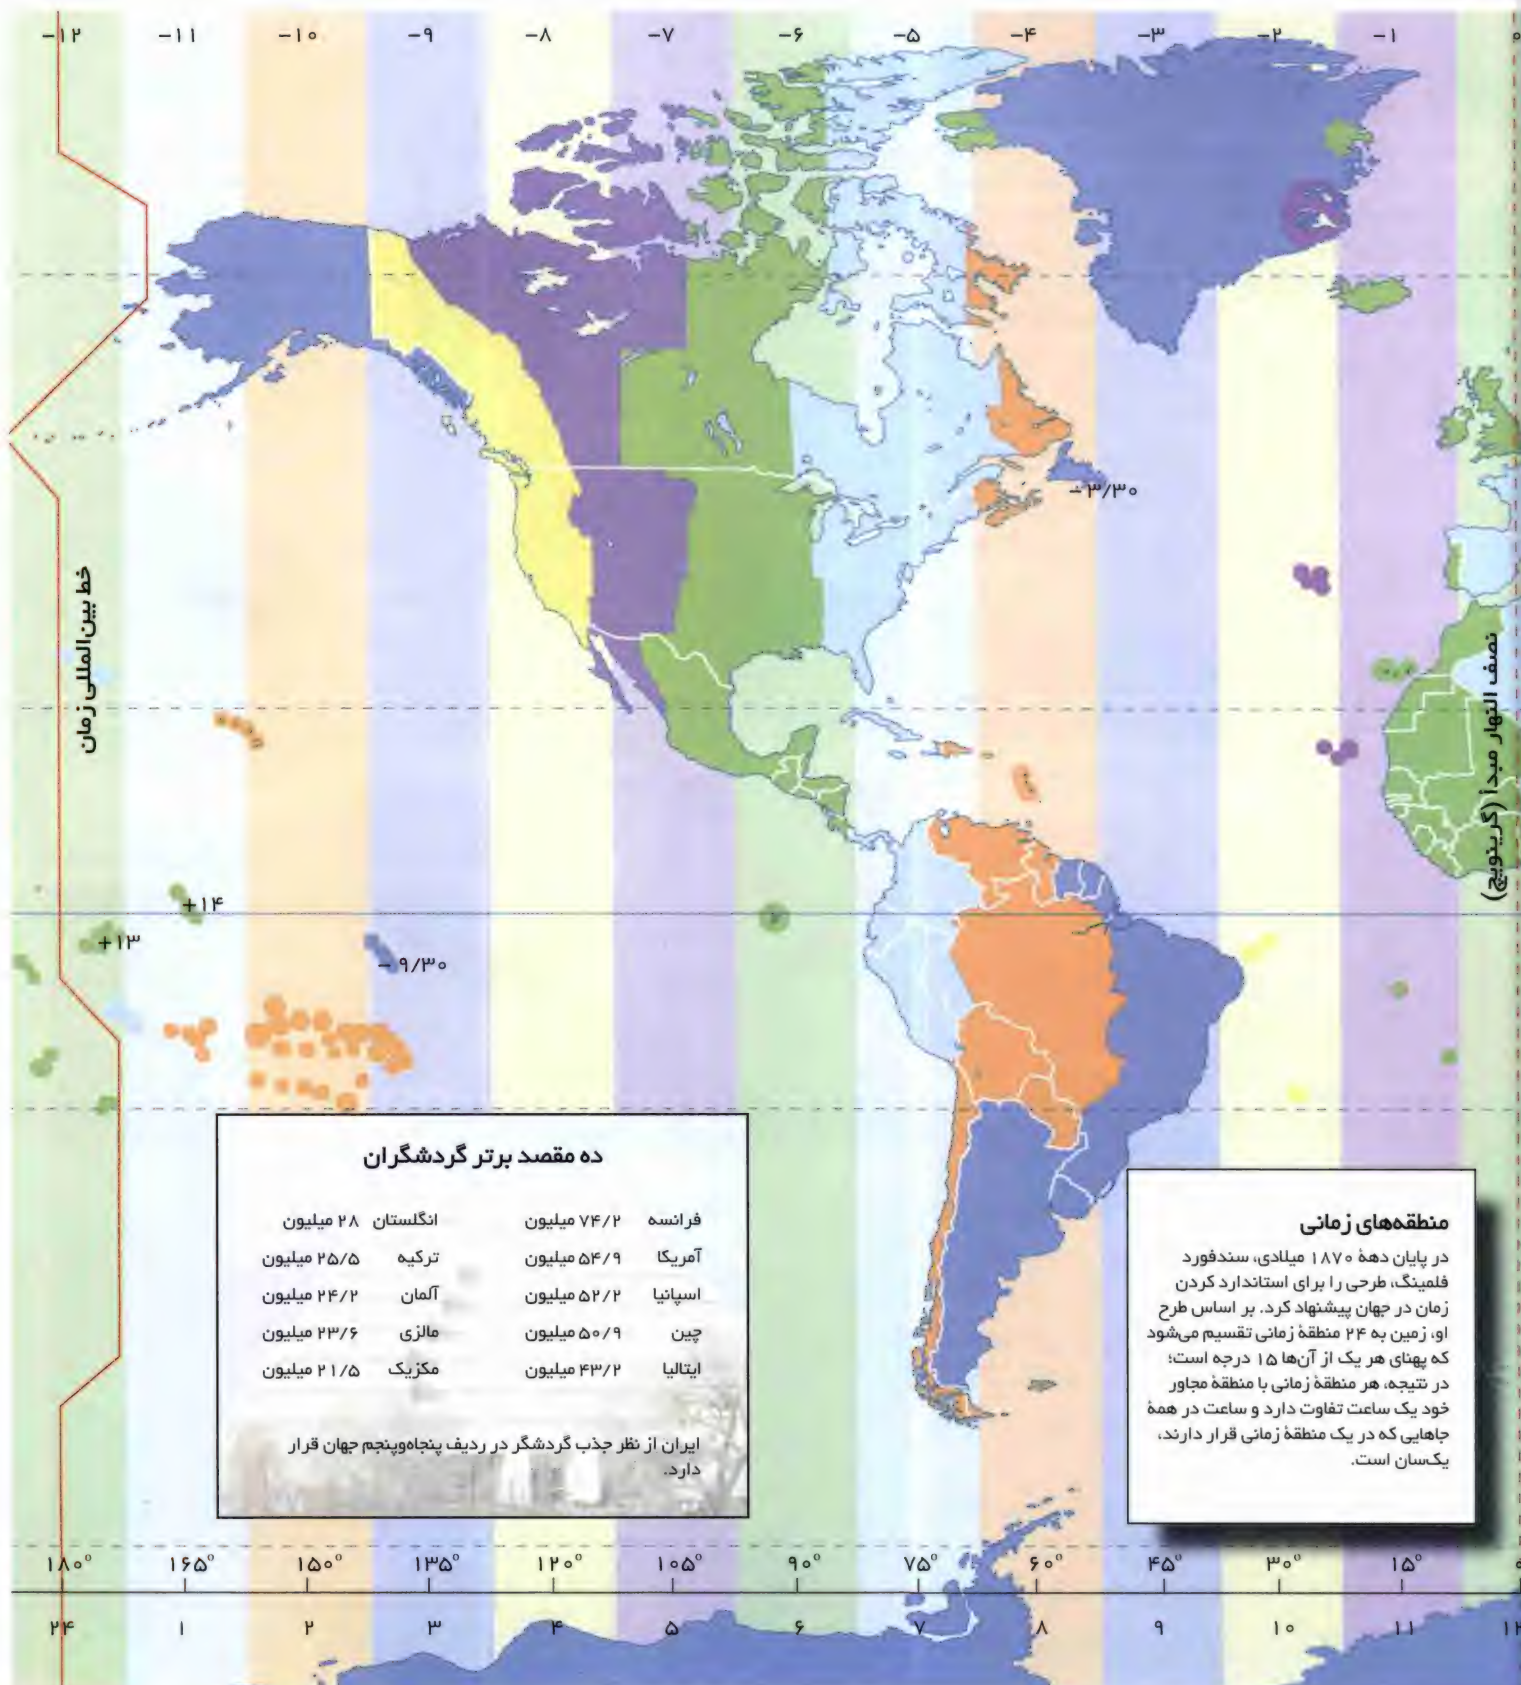 -۱۲ -۱۱ -۱۰ -۹ -۸ -۷ -۶ -۵ -۴ -۳ -۲ -۱ ۰
-۳/۳۰
خط بین‌المللی زمان
نصف النهار مبدأ (گرینویچ)
+۱۴
+۱۳
-۹/۳۰
ده مقصد برتر گردشگران
فرانسه ۷۴/۲ میلیون انگلستان ۲۸ میلیون
آمریکا ۵۴/۹ میلیون ترکیه ۲۵/۵ میلیون
اسپانیا ۵۲/۲ میلیون آلمان ۲۴/۲ میلیون
چین ۵۰/۹ میلیون مالزی ۲۳/۶ میلیون
ایتالیا ۴۳/۲ میلیون مکزیک ۲۱/۵ میلیون
ایران از نظر جذب گردشگر در ردیف پنجاه‌وپنجم جهان قرار
دارد.
منطقه‌های زمانی
در پایان دههٔ ۱۸۷۰ میلادی، سندفورد
فلمینگ، طرحی را برای استاندارد کردن
زمان در جهان پیشنهاد کرد. بر اساس طرح
او، زمین به ۲۴ منطقهٔ زمانی تقسیم می‌شود
که پهنای هر یک از آن‌ها ۱۵ درجه است؛
در نتیجه، هر منطقهٔ زمانی با منطقهٔ مجاور
خود یک ساعت تفاوت دارد و ساعت در همهٔ
جاهایی که در یک منطقهٔ زمانی قرار دارند،
یک‌سان است.
۱۸۰° ۱۶۵° ۱۵۰° ۱۳۵° ۱۲۰° ۱۰۵° ۹۰° ۷۵° ۶۰° ۴۵° ۳۰° ۱۵° ۰
۲۴ ۱ ۲ ۳ ۴ ۵ ۶ ۷ ۸ ۹ ۱۰ ۱۱ ۱۲